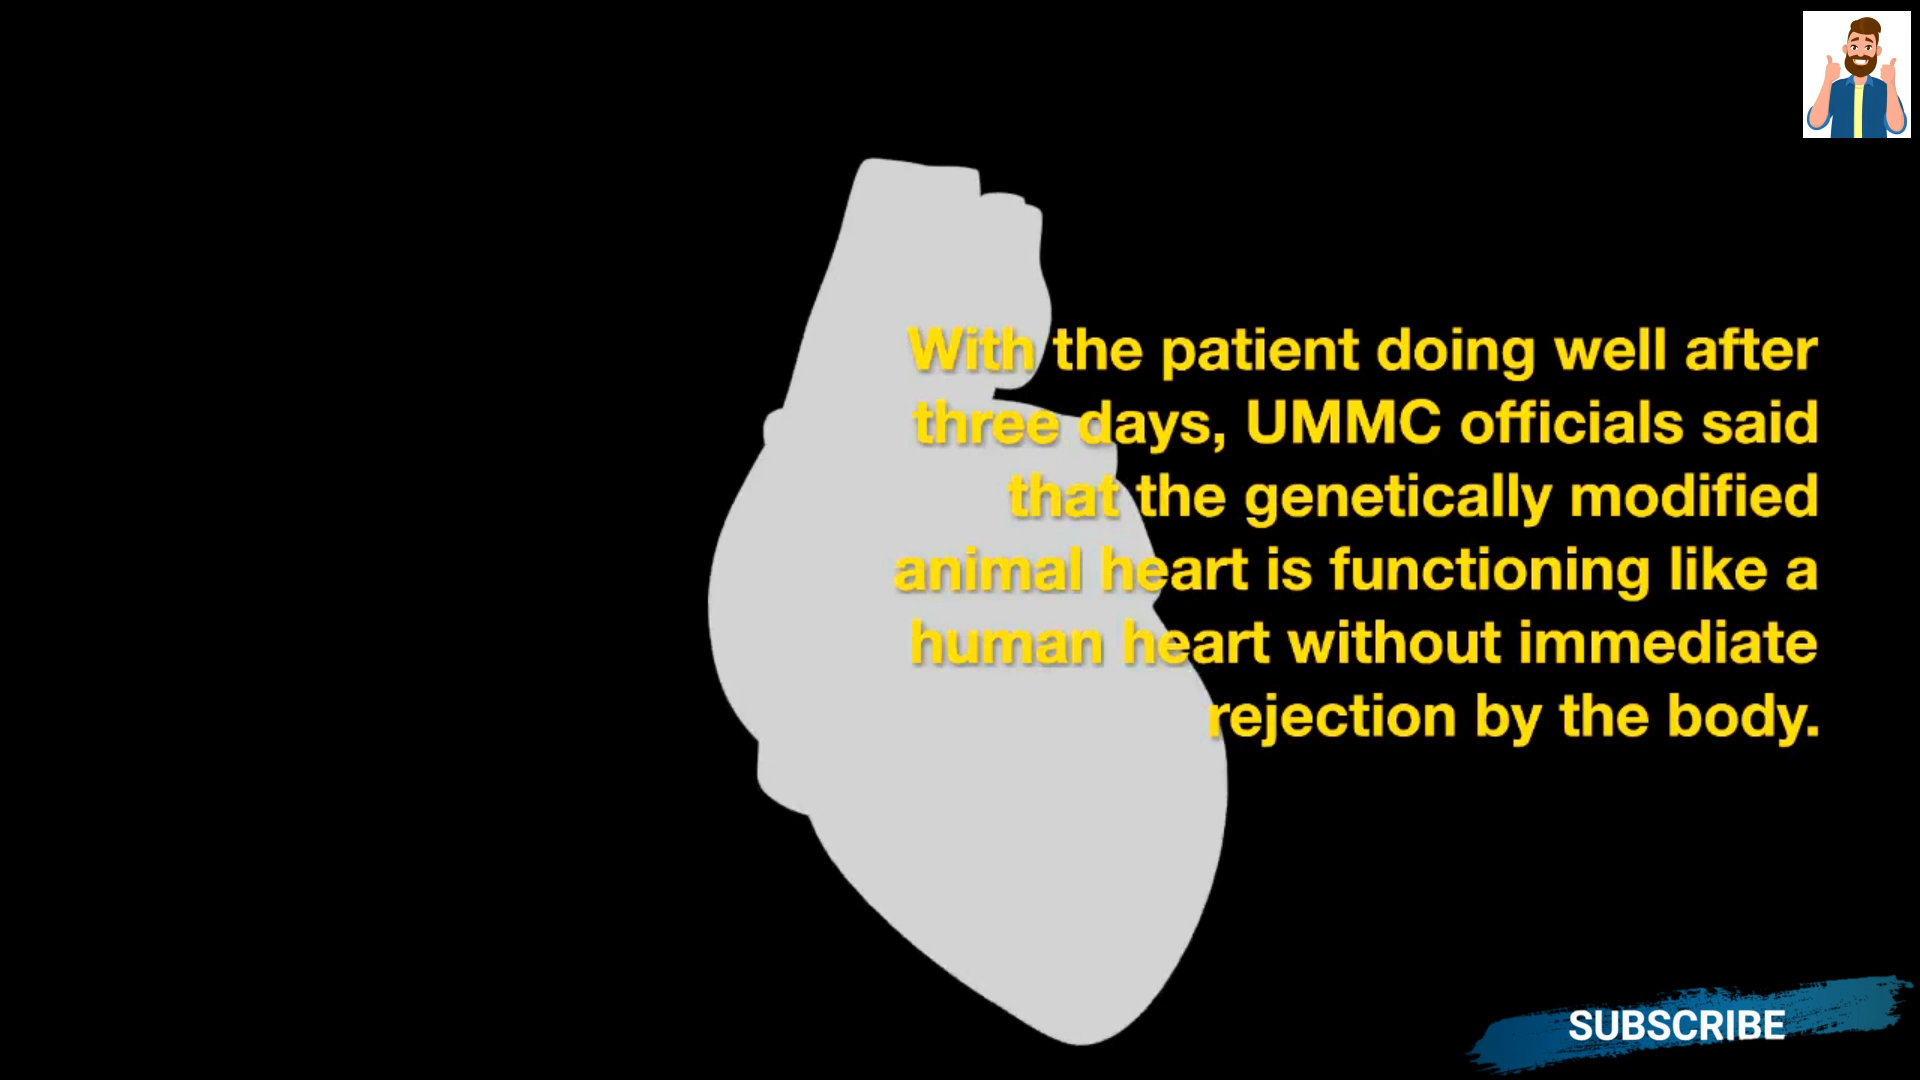 With the patient doing well after
three days, UMMC officials said
that the genetically modified
animal heart is functioning like a
human heart without immediate
rejection by the body.
SUBSCRIBE